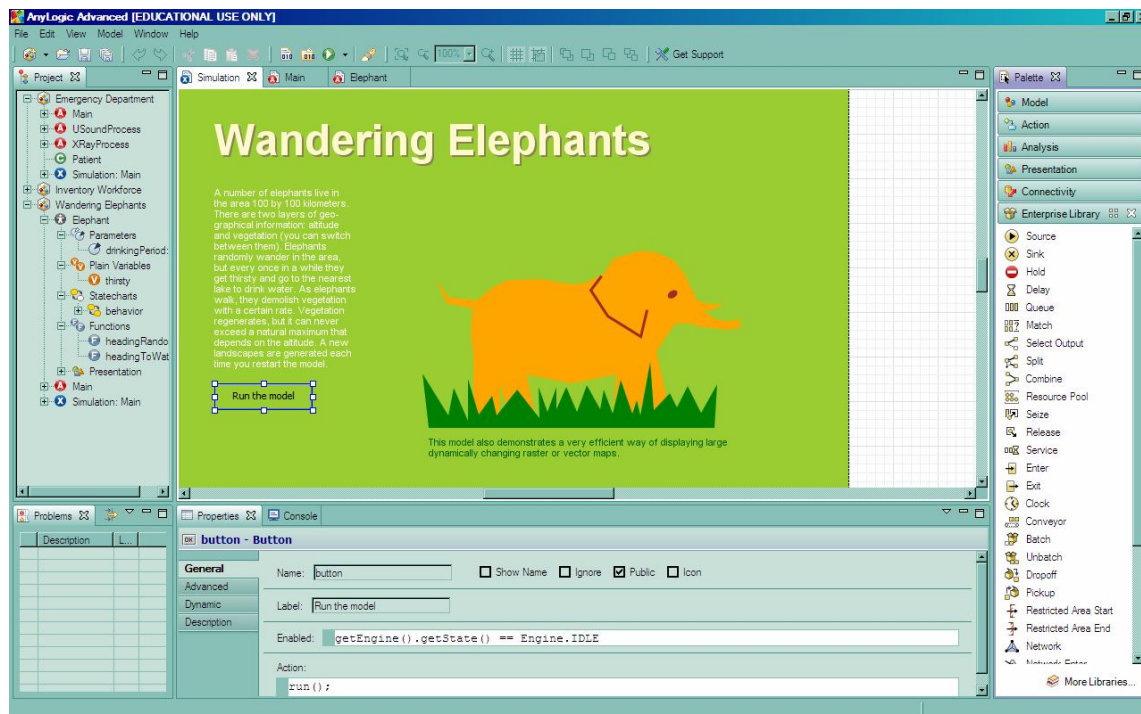 AnyLogic Advanced [EDUCATIONAL USE ONLY]
File Edit View Model Window Help
100%
Get Support
Project
Emergency Department
Main
USoundProcess
XRayProcess
Patient
Simulation: Main
Inventory Workforce
Wandering Elephants
Elephant
Parameters
drinkingPeriod:
Plain Variables
thirsty
Statecharts
behavior
Functions
headingRando
headingToWat
Presentation
Main
Simulation: Main
Simulation Main Elephant
Wandering Elephants
A number of elephants live in
the area 100 by 100 kilometers.
There are two layers of geo-
graphical information: altitude
and vegetation (you can switch
between them). Elephants
randomly wander in the area,
but every once in a while they
get thirsty and go to the nearest
lake to drink water. As elephants
walk, they demolish vegetation
with a certain rate. Vegetation
regenerates, but it can never
exceed a natural maximum that
depends on the altitude. A new
landscapes are generated each
time you restart the model.
Run the model
This model also demonstrates a very efficient way of displaying large
dynamically changing raster or vector maps.
Palette
Model
Action
Analysis
Presentation
Connectivity
Enterprise Library
Source
Sink
Hold
Delay
Queue
Match
Select Output
Split
Combine
Resource Pool
Seize
Release
Service
Enter
Exit
Clock
Conveyor
Batch
Unbatch
Dropoff
Pickup
Restricted Area Start
Restricted Area End
Network
Network Enter
More Libraries...
Problems
Description L...
Properties Console
button - Button
General
Advanced
Dynamic
Description
Name: button Show Name Ignore Public Icon
Label: Run the model
Enabled: getEngine().getState() == Engine.IDLE
Action:
run();